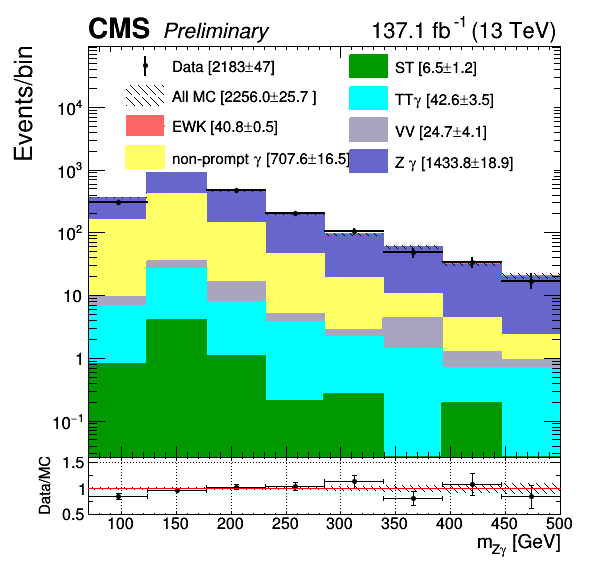 CMS Preliminary 137.1 fb⁻¹ (13 TeV)
Events/bin
Data [2183±47]
All MC [2256.0±25.7 ]
EWK [40.8±0.5]
non-prompt γ [707.6±16.5]
ST [6.5±1.2]
TTγ [42.6±3.5]
VV [24.7±4.1]
Z γ [1433.8±18.9]
10⁴
10³
10²
10
1
10⁻¹
Data/MC
1.5
1
0.5
100 150 200 250 300 350 400 450 500
m_Zγ [GeV]